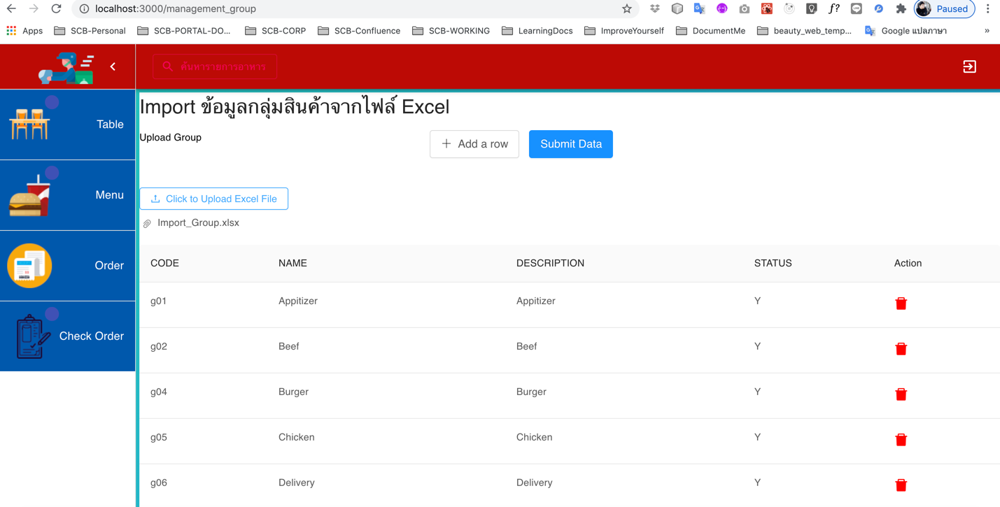 localhost:3000/management_group
Paused
Apps SCB-Personal SCB-PORTAL-DO... SCB-CORP SCB-Confluence SCB-WORKING LearningDocs ImproveYourself DocumentMe beauty_web_temp... Google แปลภาษา »
ค้นหารายการอาหาร
Table
Menu
Order
Check Order
Import ข้อมูลกลุ่มสินค้าจากไฟล์ Excel
Upload Group
Add a row
Submit Data
Click to Upload Excel File
Import_Group.xlsx
CODE NAME DESCRIPTION STATUS Action
g01 Appitizer Appitizer Y
g02 Beef Beef Y
g04 Burger Burger Y
g05 Chicken Chicken Y
g06 Delivery Delivery Y